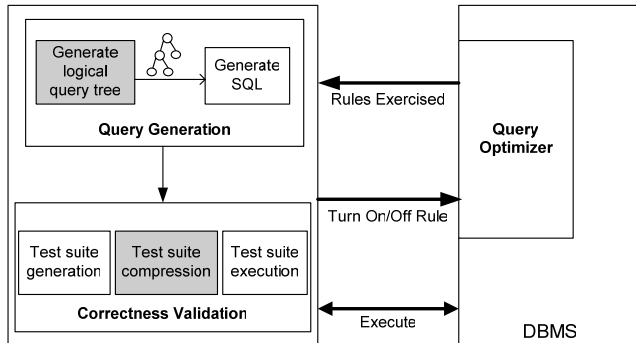 Generate
logical
query tree
Generate
SQL
Query Generation
Test suite
generation
Test suite
compression
Test suite
execution
Correctness Validation
Rules Exercised
Turn On/Off Rule
Execute
Query
Optimizer
DBMS